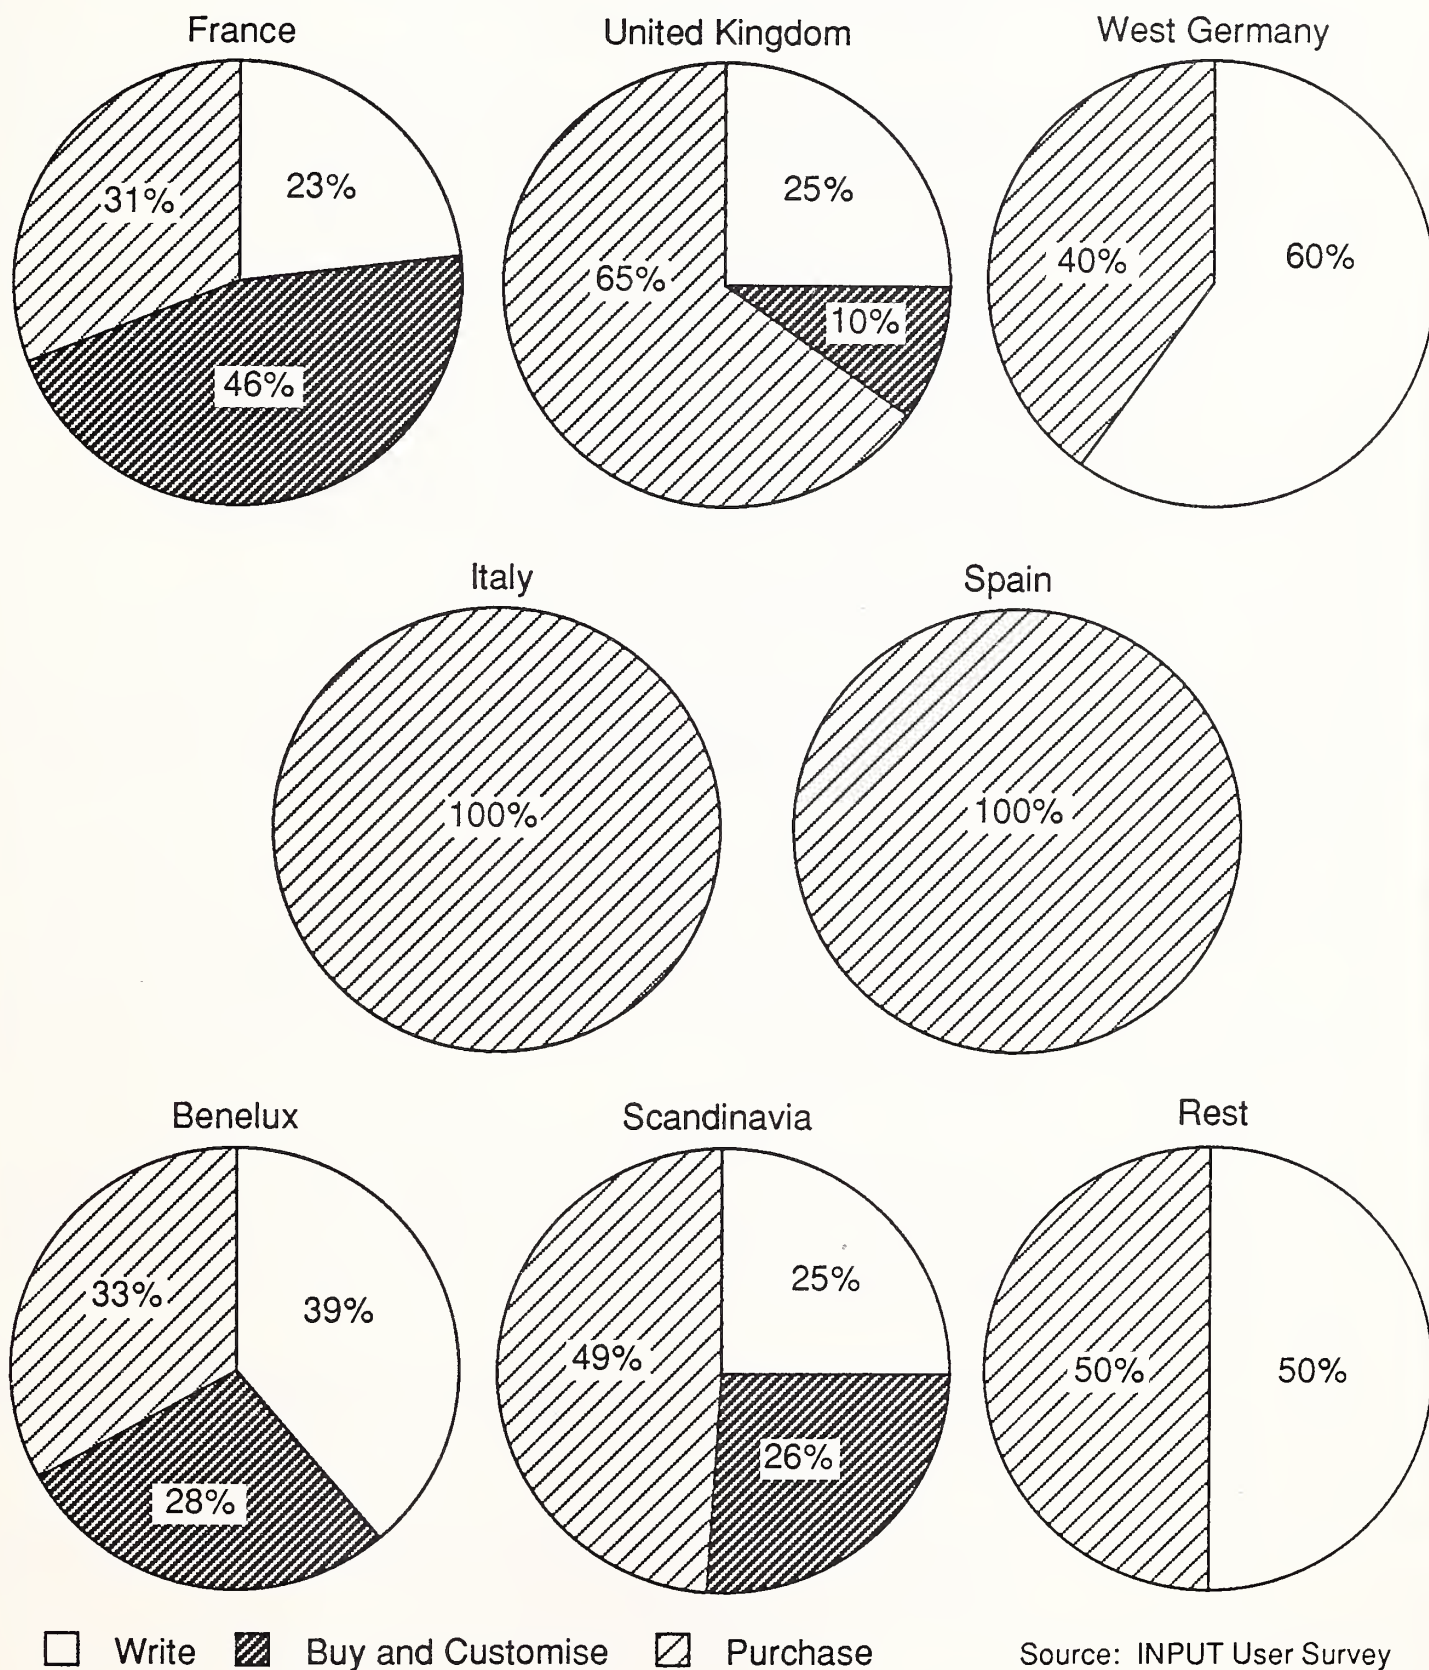 France
United Kingdom
West Germany
31%
23%
46%
65%
25%
10%
40%
60%
Italy
Spain
100%
100%
Benelux
Scandinavia
Rest
33%
39%
28%
49%
25%
26%
50%
50%
Write Buy and Customise Purchase
Source: INPUT User Survey